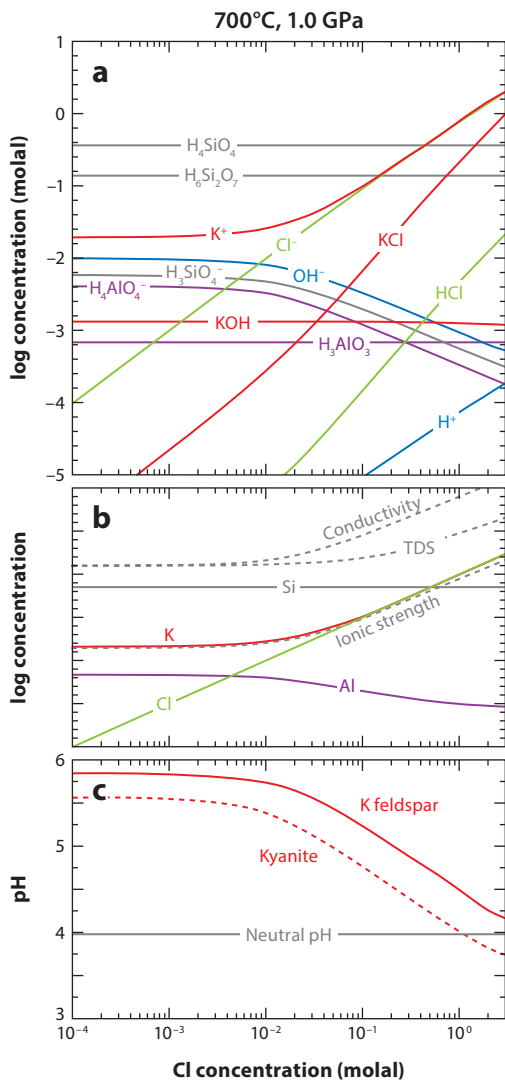 700°C, 1.0 GPa
a
log concentration (molal)
1
0
−1
−2
−3
−4
−5
H₄SiO₄
H₆Si₂O₇
K⁺
Cl⁻
KCl
OH⁻
H₃SiO₄⁻
H₄AlO₄⁻
HCl
KOH
H₃AlO₃
H⁺
b
log concentration
Conductivity
TDS
Si
Ionic strength
K
Cl
Al
c
pH
6
5
4
3
K feldspar
Kyanite
Neutral pH
10⁻⁴ 10⁻³ 10⁻² 10⁻¹ 10⁰
Cl concentration (molal)